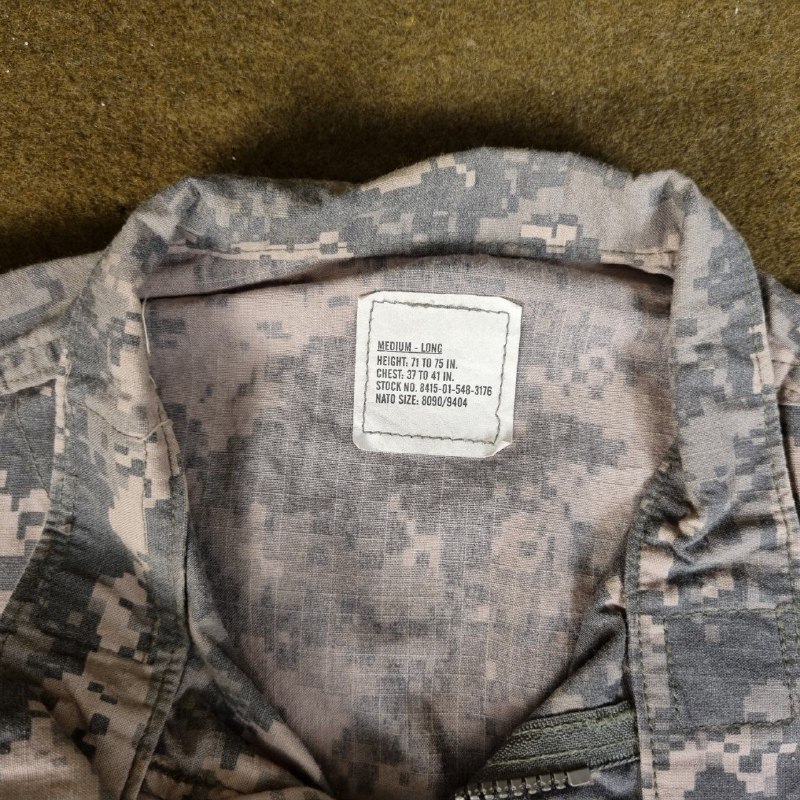 MEDIUM - LONG
HEIGHT: 71 TO 75 IN.
CHEST: 37 TO 41 IN.
STOCK NO. 8415-01-548-3176
NATO SIZE: 8090/9404